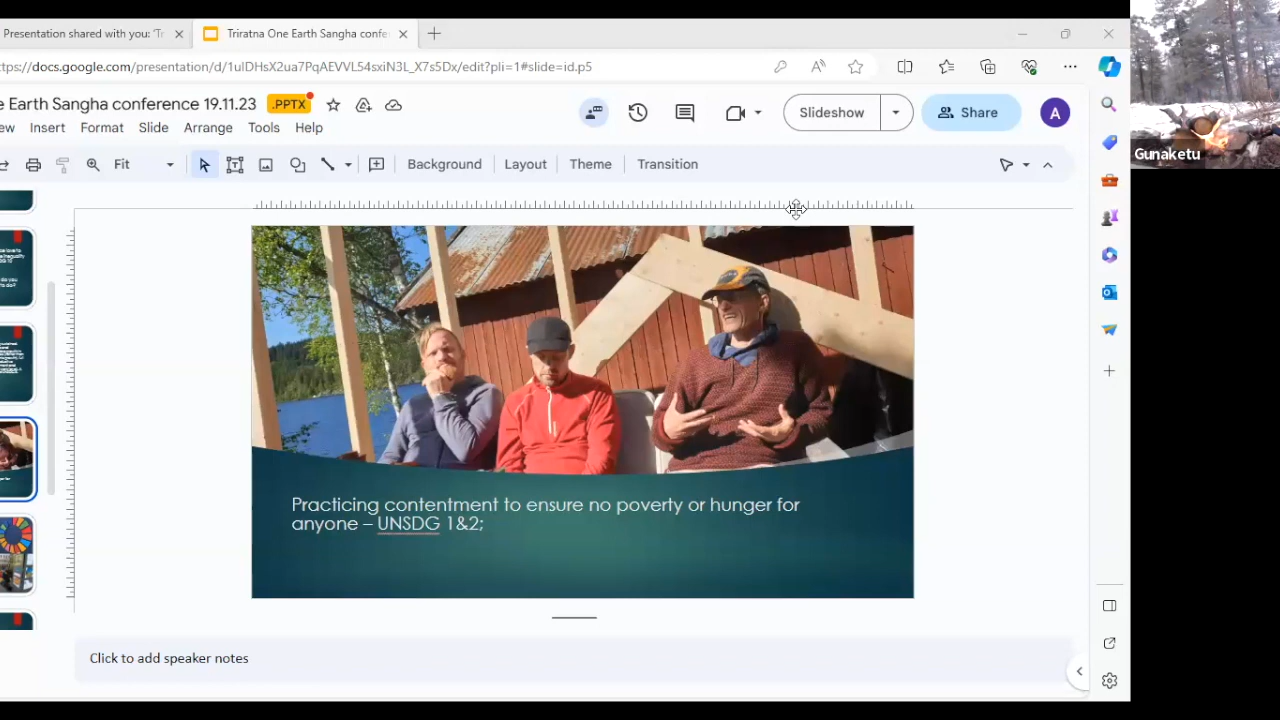 Presentation shared with you: 'Tr
Triratna One Earth Sangha confe
ttps://docs.google.com/presentation/d/1ulDHsX2ua7PqAEVVL54sxiN3L_X7s5Dx/edit?pli=1#slide=id.p5
e Earth Sangha conference 19.11.23 .PPTX
Slideshow
Share
A
ew Insert Format Slide Arrange Tools Help
Fit
Background Layout Theme Transition
Gunaketu
Practicing contentment to ensure no poverty or hunger for
anyone – UNSDG 1&2;
Click to add speaker notes